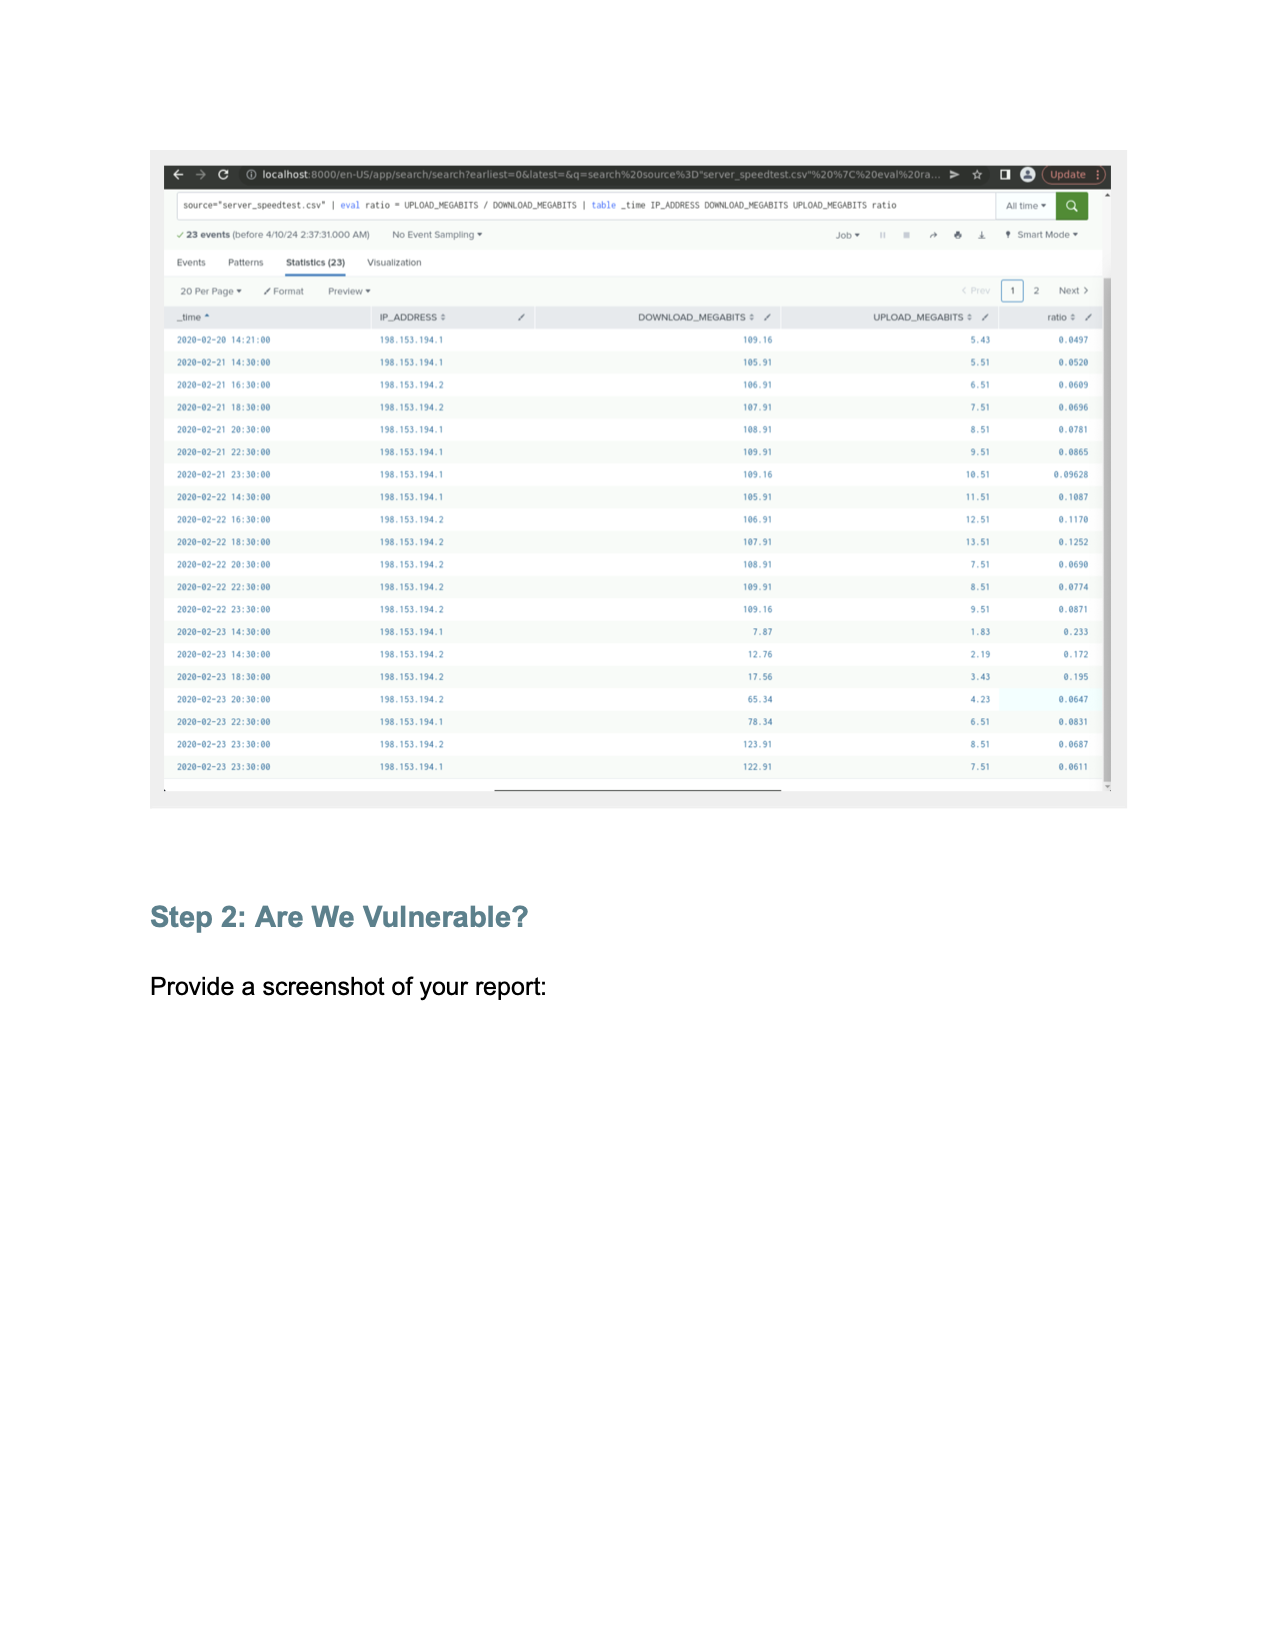 localhost:8000/en-US/app/search/search?earliest=0&latest=&q=search%20source%3D"server_speedtest.csv"%20%7C%20eval%20ra... Update
source="server_speedtest.csv" | eval ratio = UPLOAD_MEGABITS / DOWNLOAD_MEGABITS | table _time IP_ADDRESS DOWNLOAD_MEGABITS UPLOAD_MEGABITS ratio All time
23 events (before 4/10/24 2:37:31.000 AM) No Event Sampling Job Smart Mode
Events Patterns Statistics (23) Visualization
20 Per Page Format Preview Prev 1 2 Next
_time IP_ADDRESS DOWNLOAD_MEGABITS UPLOAD_MEGABITS ratio
2020-02-20 14:21:00 198.153.194.1 109.16 5.43 0.0497
2020-02-21 14:30:00 198.153.194.1 105.91 5.51 0.0520
2020-02-21 16:30:00 198.153.194.2 106.91 6.51 0.0609
2020-02-21 18:30:00 198.153.194.2 107.91 7.51 0.0696
2020-02-21 20:30:00 198.153.194.1 108.91 8.51 0.0781
2020-02-21 22:30:00 198.153.194.1 109.91 9.51 0.0865
2020-02-21 23:30:00 198.153.194.1 109.16 10.51 0.09628
2020-02-22 14:30:00 198.153.194.1 105.91 11.51 0.1087
2020-02-22 16:30:00 198.153.194.2 106.91 12.51 0.1170
2020-02-22 18:30:00 198.153.194.2 107.91 13.51 0.1252
2020-02-22 20:30:00 198.153.194.2 108.91 7.51 0.0690
2020-02-22 22:30:00 198.153.194.2 109.91 8.51 0.0774
2020-02-22 23:30:00 198.153.194.2 109.16 9.51 0.0871
2020-02-23 14:30:00 198.153.194.1 7.87 1.83 0.233
2020-02-23 14:30:00 198.153.194.2 12.76 2.19 0.172
2020-02-23 18:30:00 198.153.194.2 17.56 3.43 0.195
2020-02-23 20:30:00 198.153.194.2 65.34 4.23 0.0647
2020-02-23 22:30:00 198.153.194.1 78.34 6.51 0.0831
2020-02-23 23:30:00 198.153.194.2 123.91 8.51 0.0687
2020-02-23 23:30:00 198.153.194.1 122.91 7.51 0.0611
Step 2: Are We Vulnerable?
Provide a screenshot of your report: